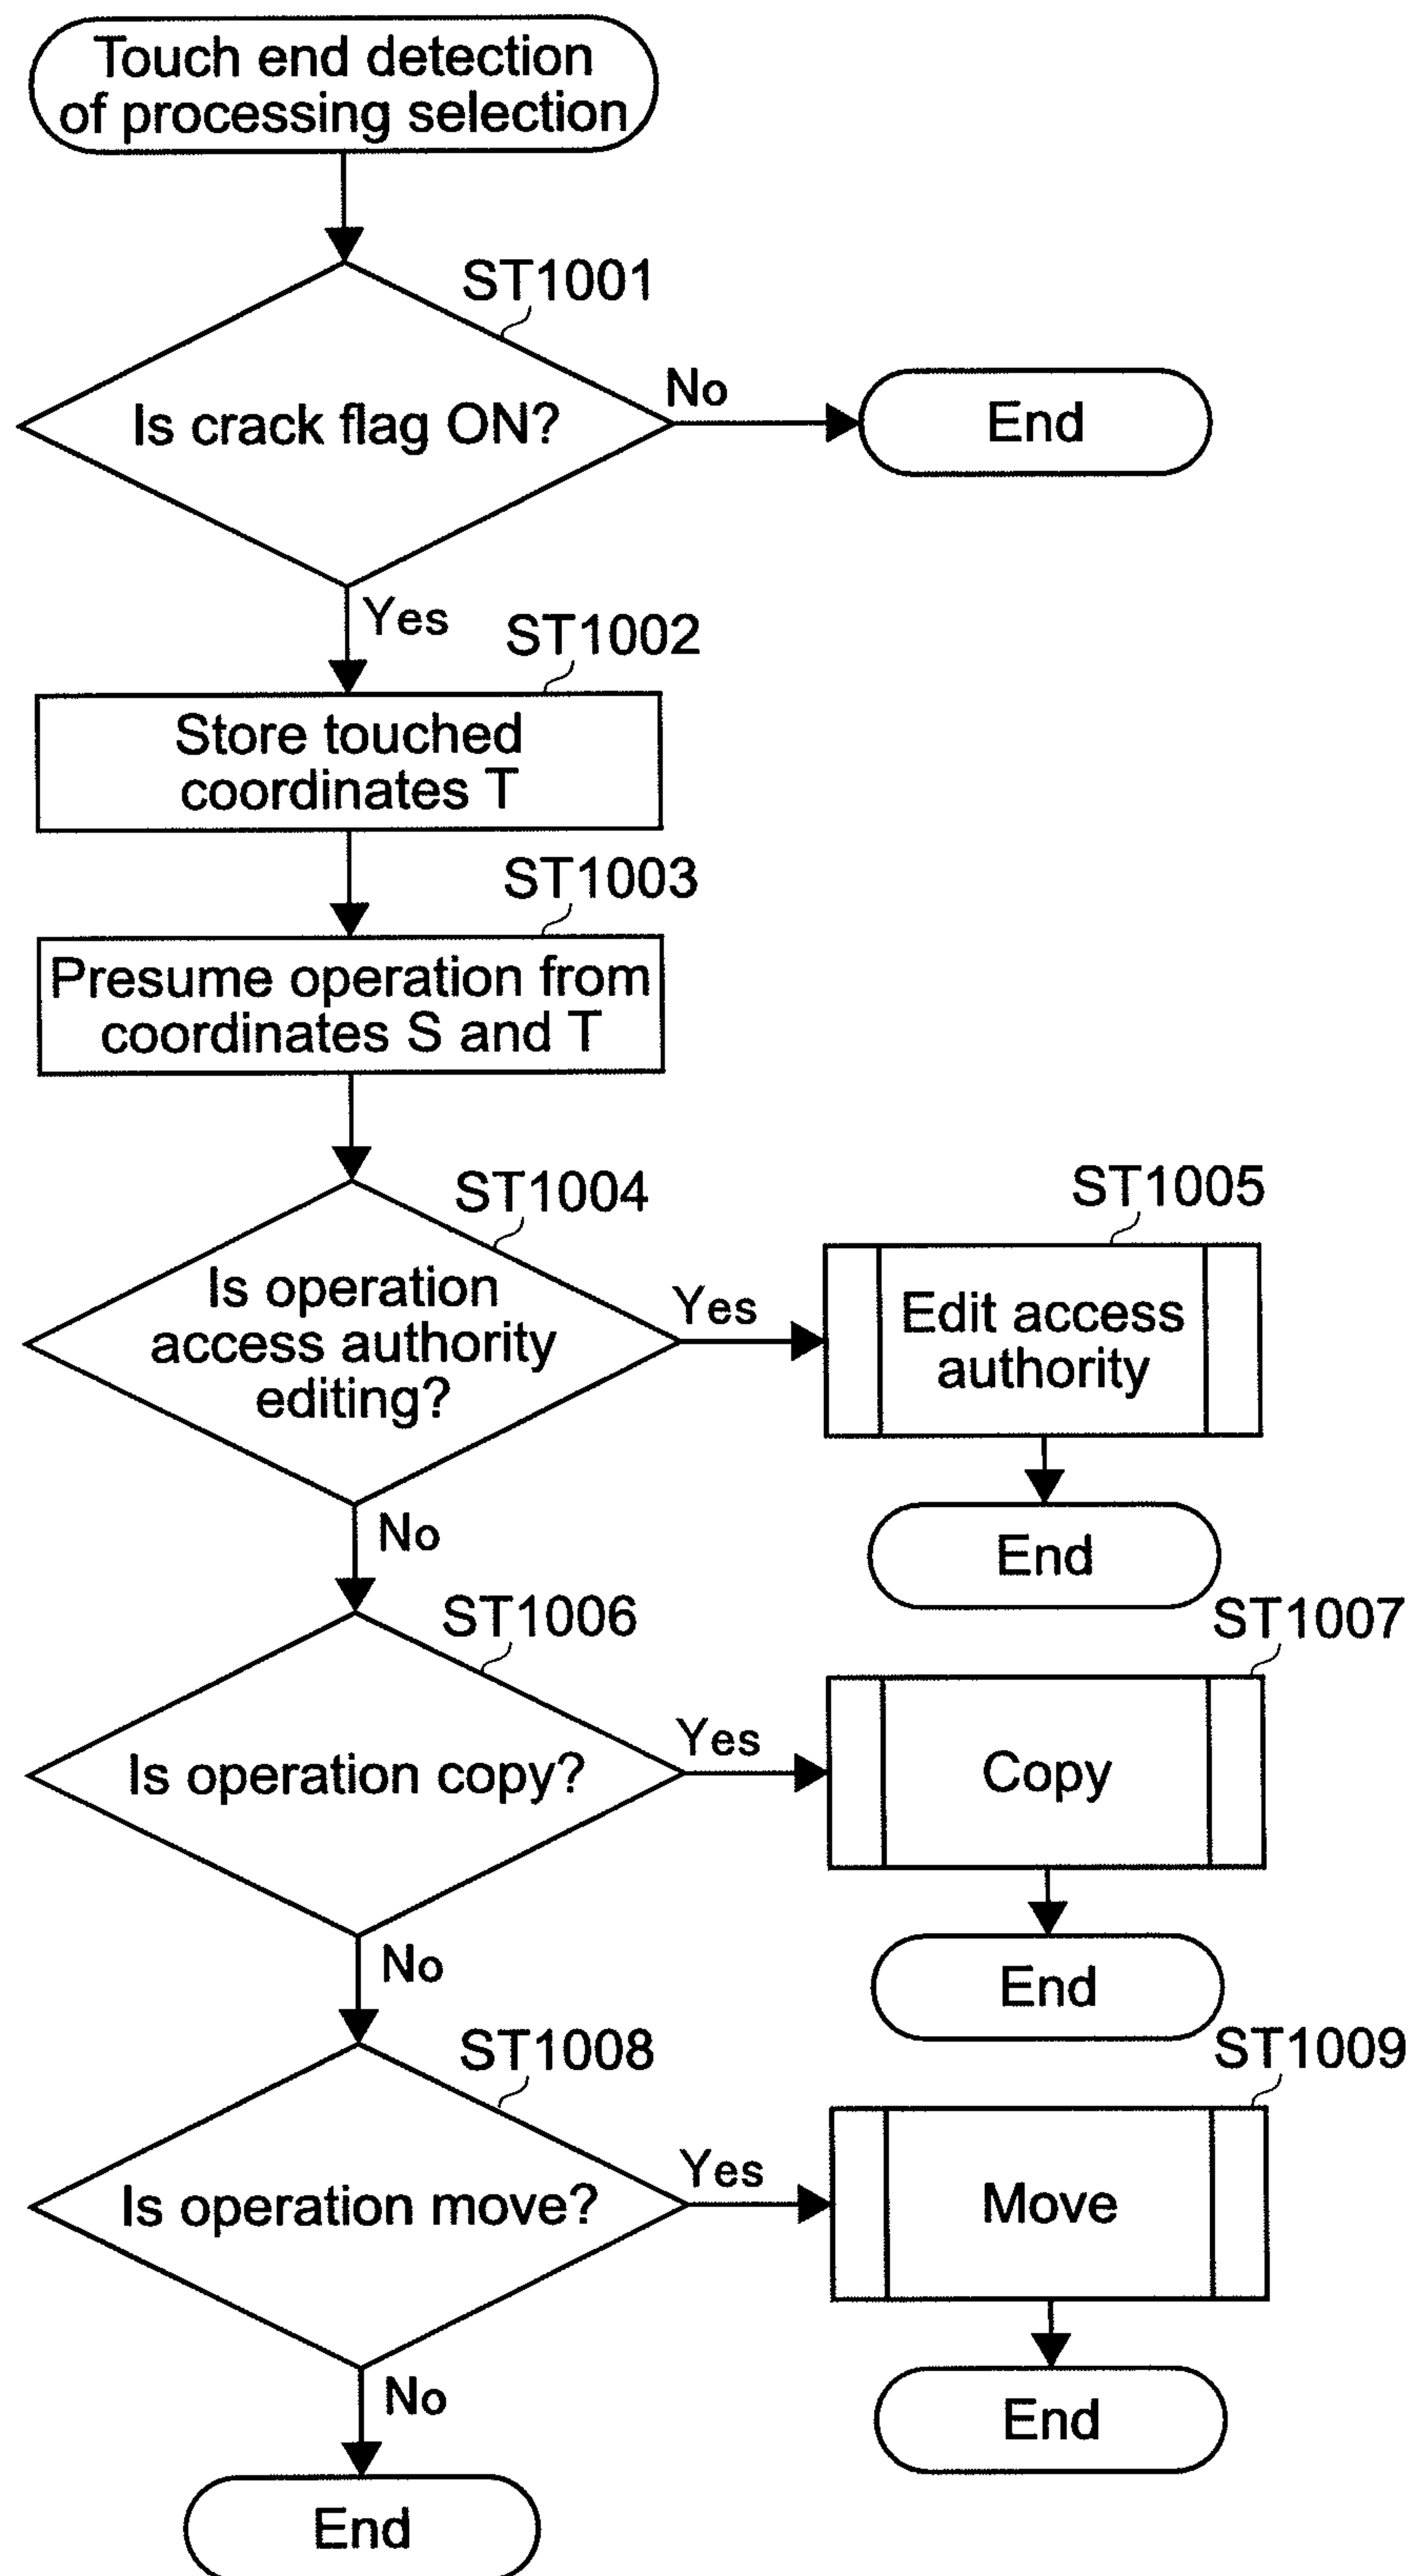 Touch end detection
of processing selection
ST1001
Is crack flag ON?
No
End
Yes
ST1002
Store touched
coordinates T
ST1003
Presume operation from
coordinates S and T
ST1004
Is operation
access authority
editing?
Yes
ST1005
Edit access
authority
End
No
ST1006
Is operation copy?
Yes
ST1007
Copy
End
No
ST1008
Is operation move?
Yes
ST1009
Move
End
No
End